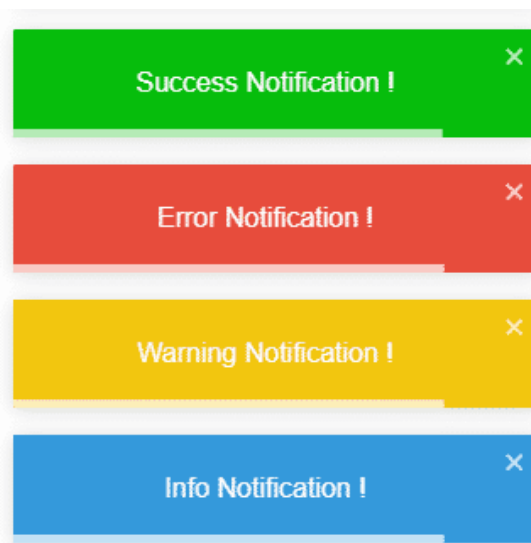 Success Notification !
Error Notification !
Warning Notification !
Info Notification !